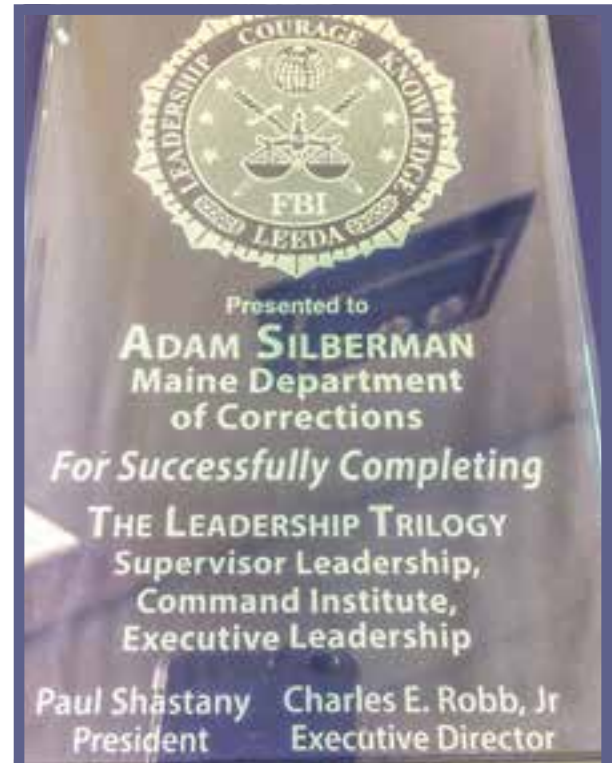 LEADERSHIP COURAGE KNOWLEDGE
FBI
LEEDA
Presented to
ADAM SILBERMAN
Maine Department
of Corrections
For Successfully Completing
THE LEADERSHIP TRILOGY
Supervisor Leadership,
Command Institute,
Executive Leadership
Paul Shastany Charles E. Robb, Jr
President Executive Director